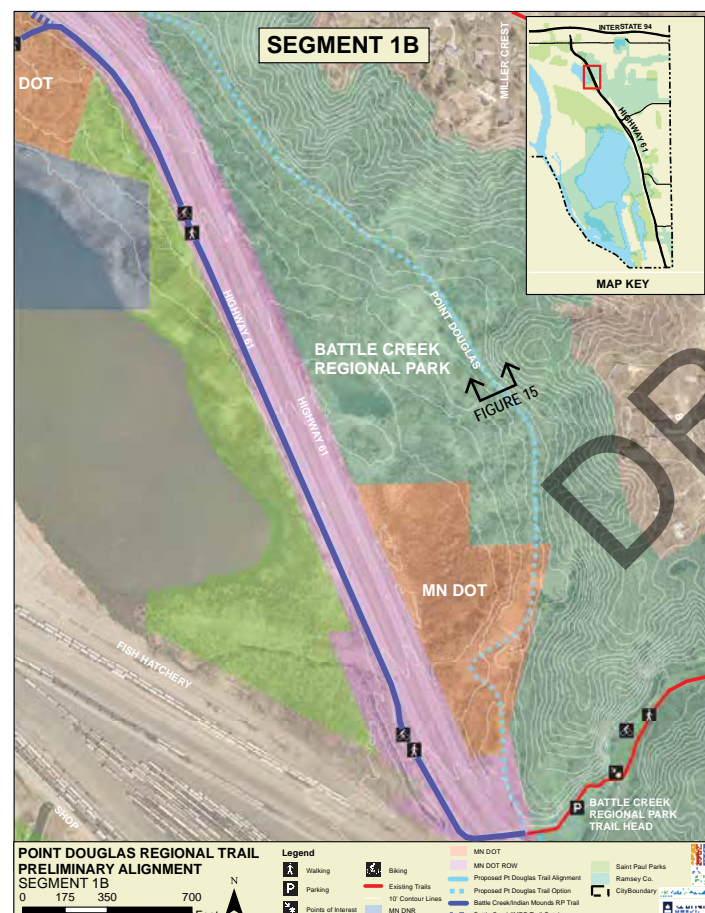 SEGMENT 1B
INTERSTATE 94
HIGHWAY 61
MAP KEY
MILLER CREST
DOT
HIGHWAY 61
HIGHWAY 61
POINT DOUGLAS
BATTLE CREEK
REGIONAL PARK
FIGURE 15
MN DOT
FISH HATCHERY
SHOP
P
BATTLE CREEK
REGIONAL PARK
TRAIL HEAD
POINT DOUGLAS REGIONAL TRAIL
PRELIMINARY ALIGNMENT
SEGMENT 1B
0 175 350 700
Feet
N
Legend
Walking
P Parking
Points of Interest
Biking
Existing Trails
10' Contour Lines
MN DNR
MN DOT
MN DOT ROW
Proposed Pt Douglas Trail Alignment
Proposed Pt Douglas Trail Option
Battle Creek/Indian Mounds RP Trail
Saint Paul Parks
Ramsey Co.
CityBoundary